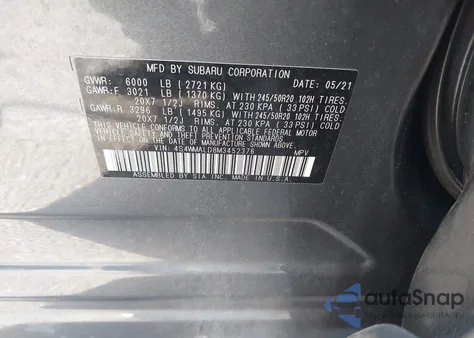 MFD BY SUBARU CORPORATION DATE: 05/21
GVWR: 6000 LB (2721 KG)
GAWR:F 3021 LB (1370 KG) WITH 245/50R20 102H TIRES
20X7 1/2J RIMS. AT 230 KPA (33 PSI) COLD
GAWR:R 3296 LB (1495 KG) WITH 245/50R20 102H TIRES
20X7 1/2J RIMS. AT 230 KPA (33 PSI) COLD
THIS VEHICLE CONFORMS TO ALL APPLICABLE FEDERAL MOTOR
VEHICLE SAFETY STANDARDS IN EFFECT ON THE
DATE OF MANUFACTURE SHOWN ABOVE.
VIN: 4S4WMALD8M3452376 MPV
ASSEMBLED BY SIA INC. MADE IN U.S.A.
autoSnap